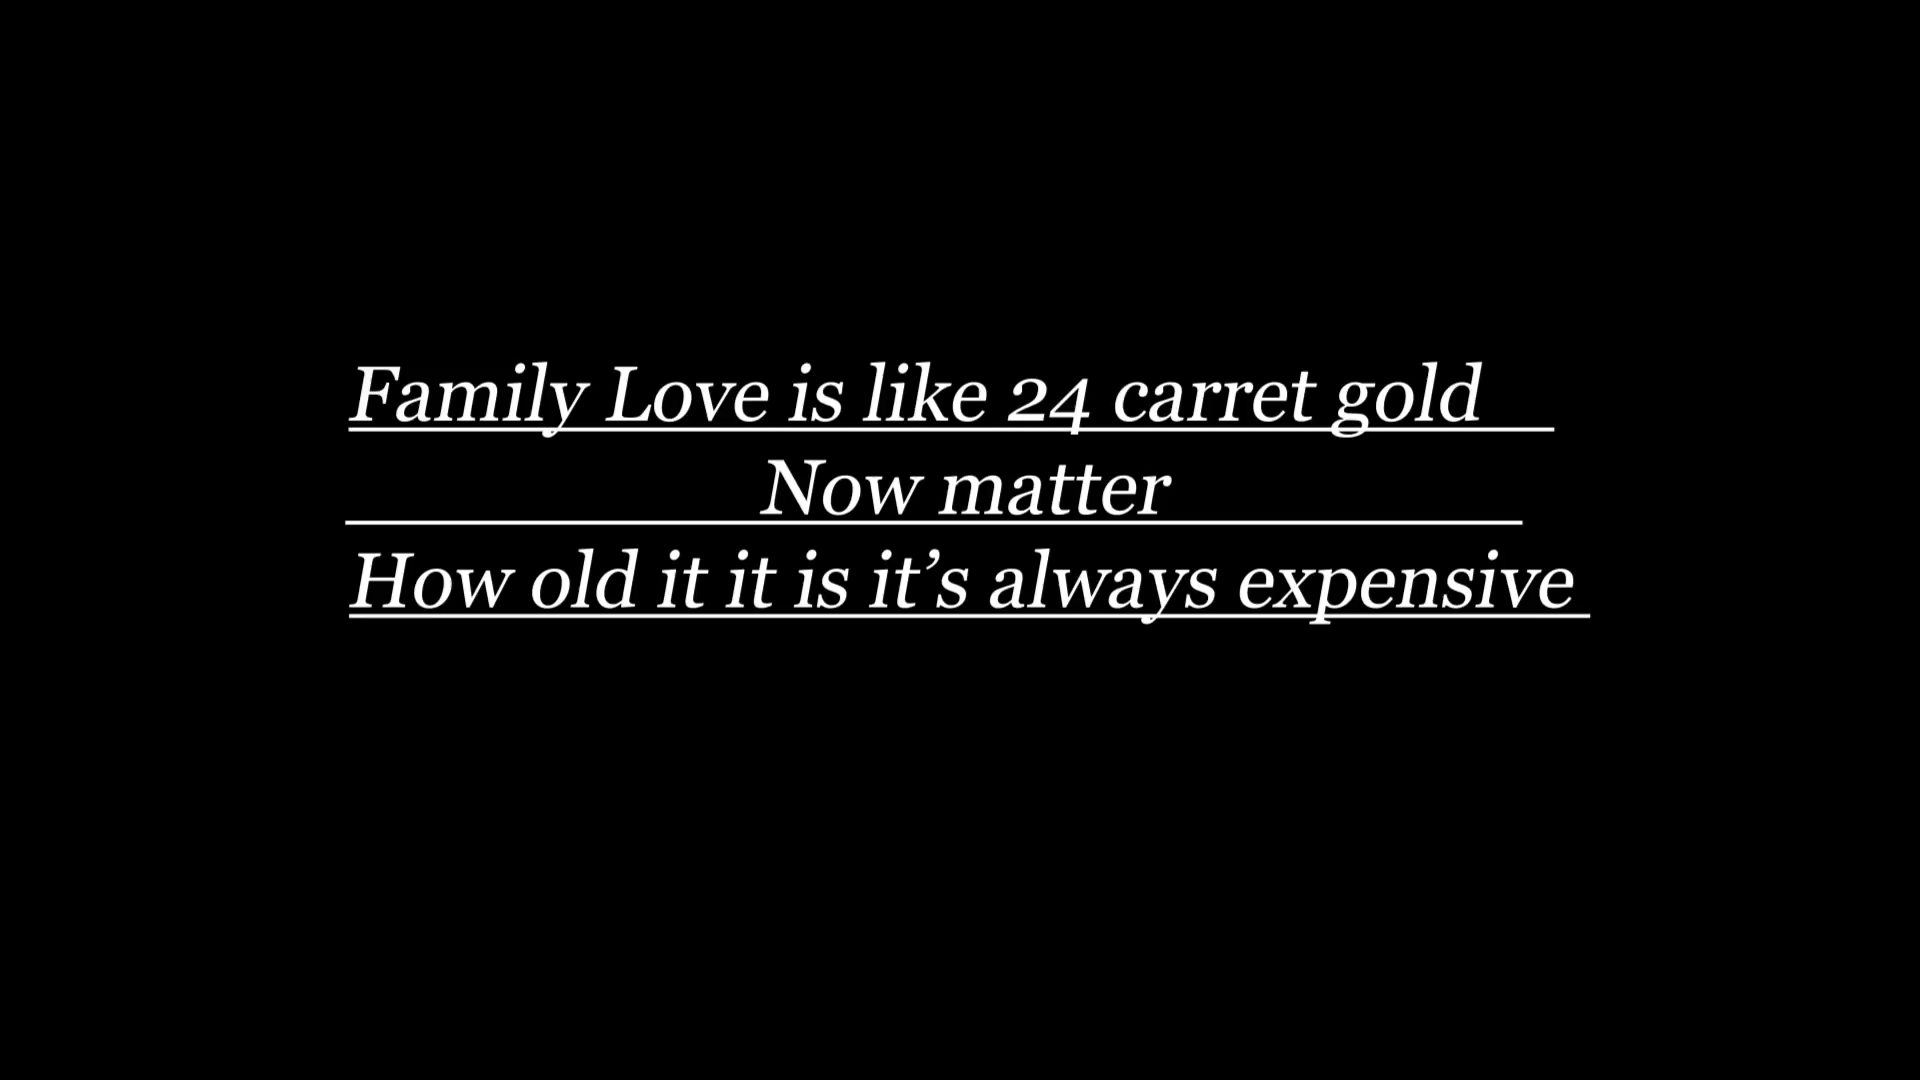 Family Love is like 24 carret gold
Now matter
How old it it is it’s always expensive